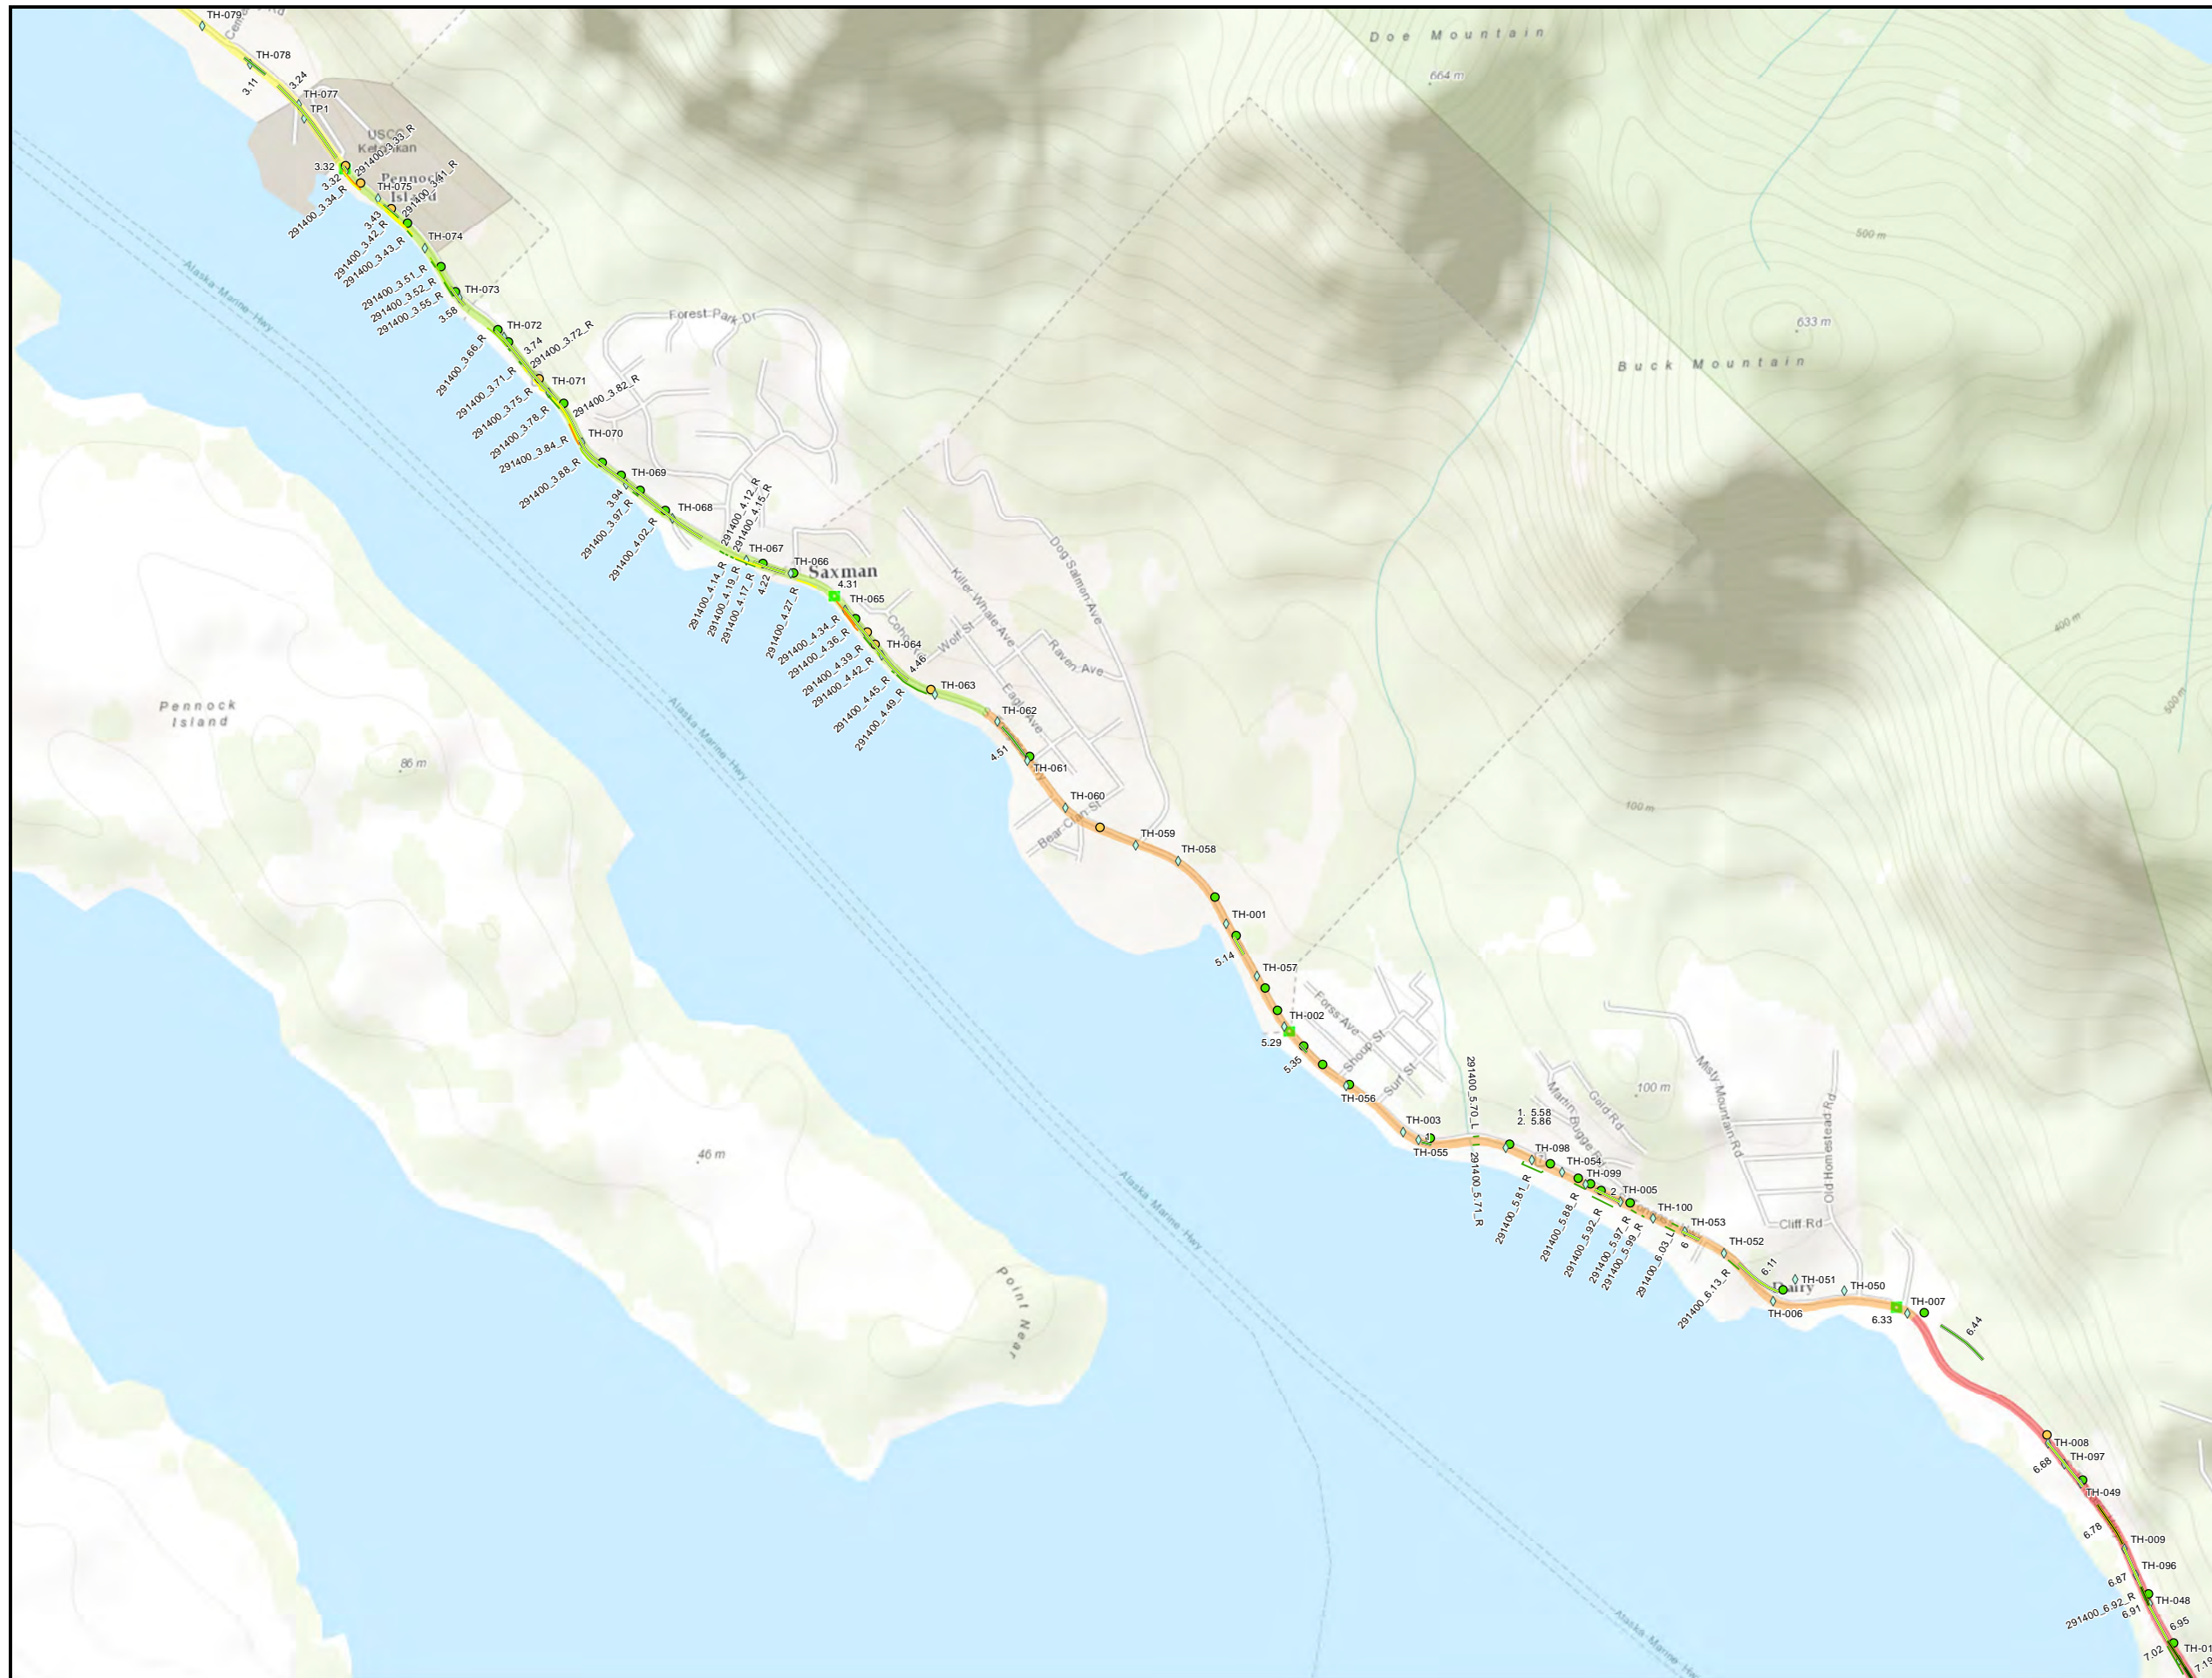 TH-079
TH-078
3.11
3.24
TH-077
TP1
USCG
Ketchikan
3.32
3.32
291400_3.33_R
291400_3.34_R
Pennock
Island
TH-075
291400_3.41_R
3.43
291400_3.42_R
291400_3.43_R
TH-074
291400_3.51_R
291400_3.52_R
291400_3.55_R
TH-073
3.58
TH-072
291400_3.66_R
3.74
291400_3.72_R
291400_3.71_R
TH-071
291400_3.75_R
291400_3.78_R
291400_3.82_R
TH-070
291400_3.84_R
291400_3.88_R
TH-069
3.94
291400_3.97_R
TH-068
291400_4.02_R
291400_4.12_R
291400_4.15_R
TH-067
291400_4.14_R
291400_4.19_R
291400_4.17_R
4.22
TH-066
Saxman
291400_4.27_R
4.31
TH-065
291400_4.34_R
291400_4.36_R
TH-064
291400_4.39_R
291400_4.42_R
291400_4.45_R
4.46
291400_4.49_R
TH-063
TH-062
4.51
TH-061
TH-060
TH-059
TH-058
TH-001
5.14
TH-057
TH-002
5.29
5.35
TH-056
TH-003
TH-055
1
291400_5.70_L
291400_5.71_R
1. 5.58
2. 5.86
TH-098
291400_5.81_R
TH-054
TH-099
291400_5.88_R
2
TH-005
291400_5.92_R
291400_5.97_R
291400_5.99_R
TH-100
291400_6.03_L
6
TH-053
TH-052
291400_6.13_R
6.11
Dairy
TH-051
TH-006
TH-050
6.33
TH-007
6.44
TH-008
6.68
TH-097
TH-049
6.78
TH-009
TH-096
6.87
291400_6.92_R
6.91
TH-048
6.95
7.02
TH-01
7.10
Doe Mountain
664 m
500 m
633 m
Buck Mountain
400 m
500 m
100 m
100 m
Forest Park Dr
Dog Salmon Ave
Killer Whale Ave
Wolf St
Raven Ave
Eagle Ave
Bear Clan St
Forss Ave
Shoup St
Surf St
Gold Rd
Misty Mountain Rd
Old Homestead Rd
Cliff Rd
Alaska Marine Hwy
Alaska Marine Hwy
Alaska Marine Hwy
Pennock
Island
86 m
46 m
Point Near